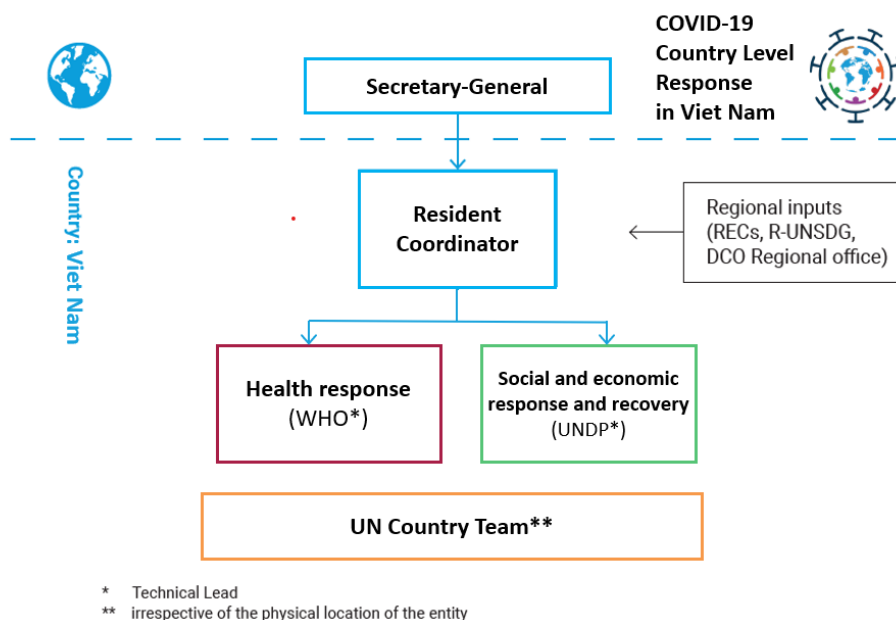 COVID-19
Country Level
Response
in Viet Nam
Secretary-General
Country: Viet Nam
Resident
Coordinator
Regional inputs
(RECs, R-UNSDG,
DCO Regional office)
Health response
(WHO*)
Social and economic
response and recovery
(UNDP*)
UN Country Team**
* Technical Lead
** irrespective of the physical location of the entity